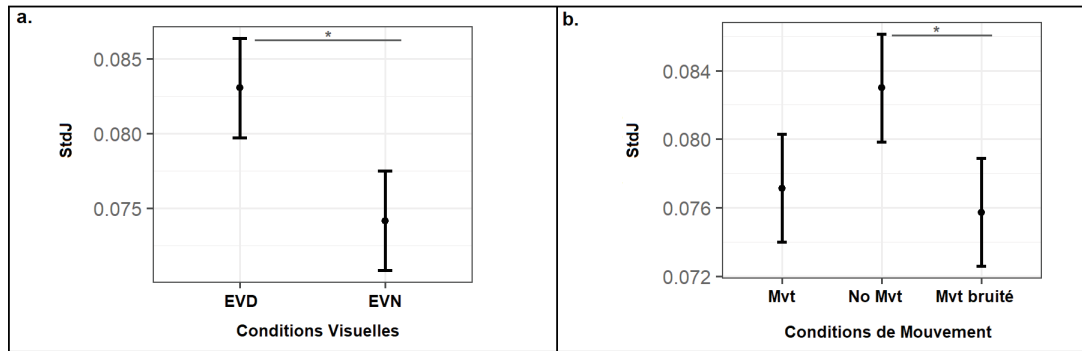 a.
*
0.085
0.080
0.075
StdJ
EVD EVN
Conditions Visuelles
b.
*
0.084
0.080
0.076
0.072
StdJ
Mvt No Mvt Mvt bruité
Conditions de Mouvement